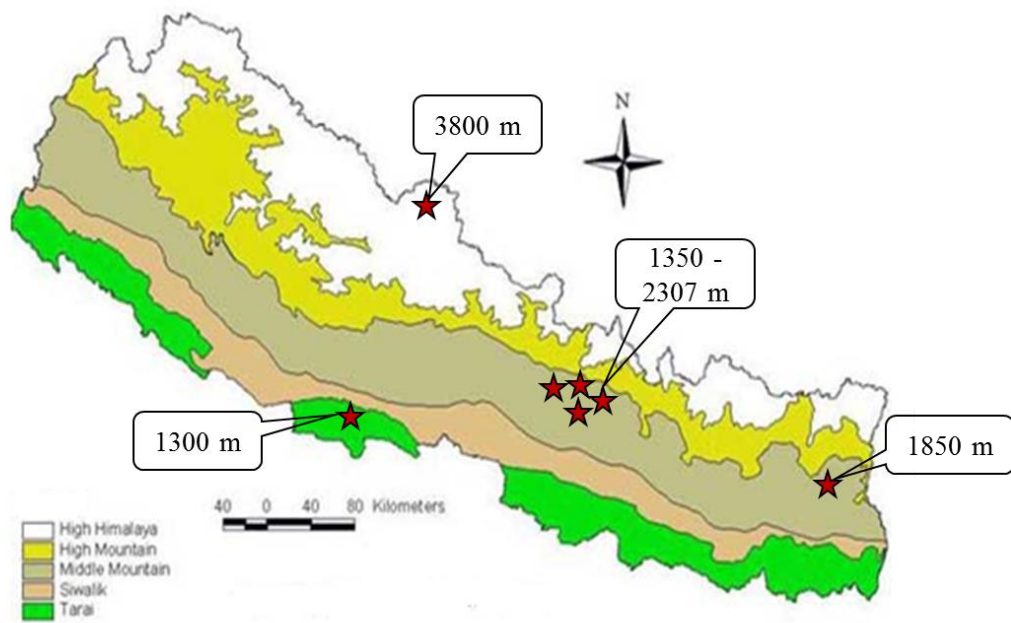 3800 m
N
1350 -
2307 m
1300 m
1850 m
40 0 40 80 Kilometers
High Himalaya
High Mountain
Middle Mountain
Siwalik
Tarai